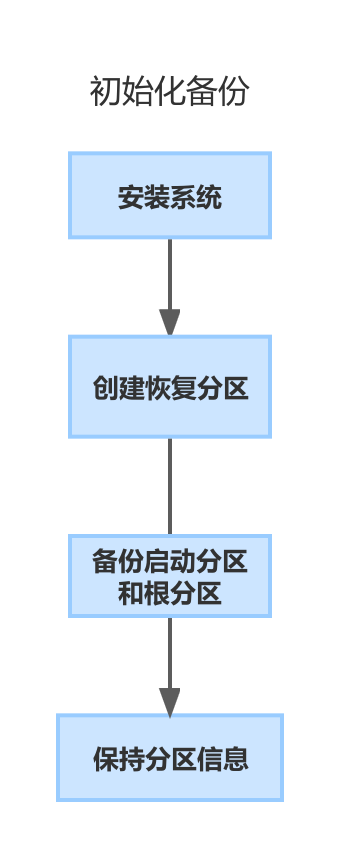 初始化备份
安装系统
创建恢复分区
备份启动分区
和根分区
保持分区信息